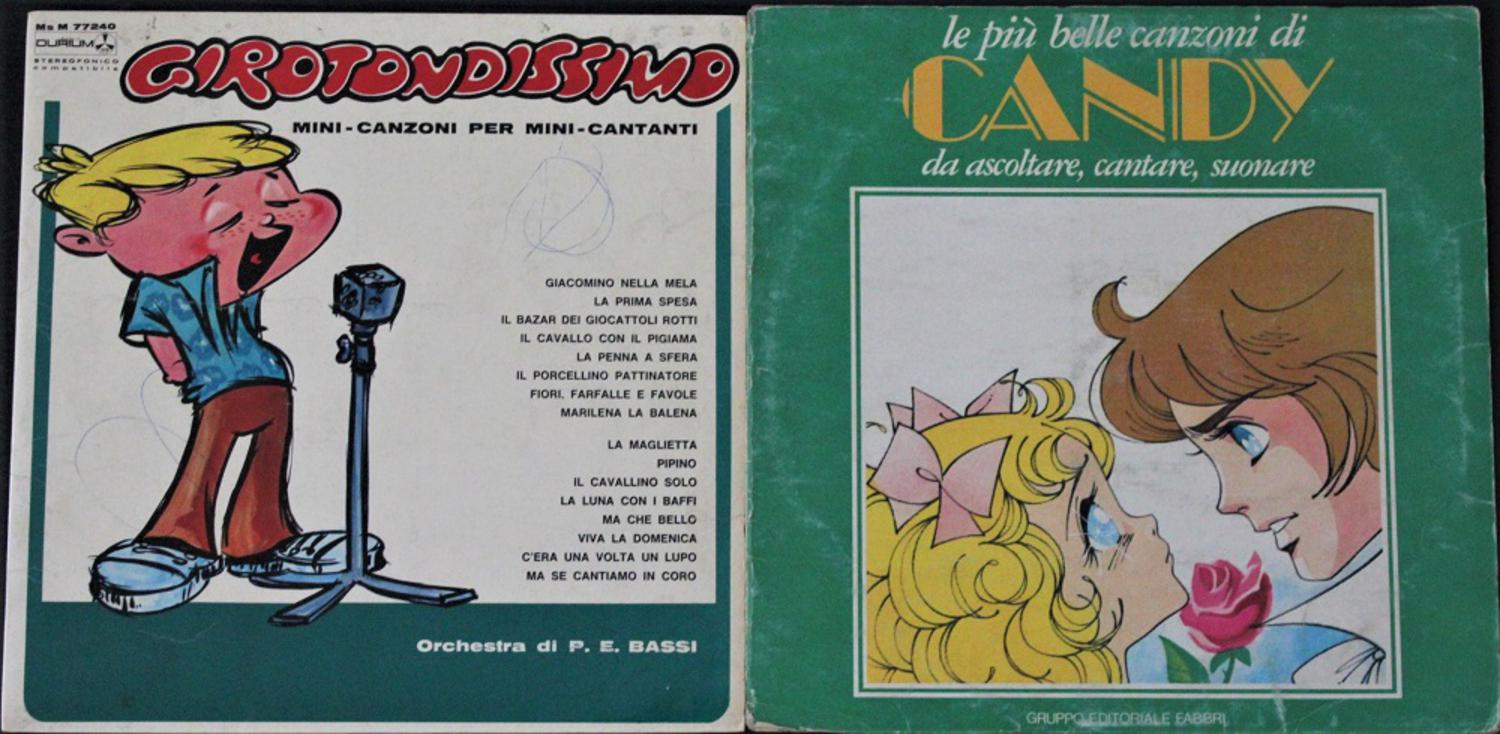 Ms M 77240
DURIUM
STEREOFONICO
compatibile
GIROTONDISSIMO
MINI-CANZONI PER MINI-CANTANTI
GIACOMINO NELLA MELA
LA PRIMA SPESA
IL BAZAR DEI GIOCATTOLI ROTTI
IL CAVALLO CON IL PIGIAMA
LA PENNA A SFERA
IL PORCELLINO PATTINATORE
FIORI, FARFALLE E FAVOLE
MARILENA LA BALENA
LA MAGLIETTA
PIPINO
IL CAVALLINO SOLO
LA LUNA CON I BAFFI
MA CHE BELLO
VIVA LA DOMENICA
C'ERA UNA VOLTA UN LUPO
MA SE CANTIAMO IN CORO
Orchestra di P. E. BASSI
le più belle canzoni di
CANDY
da ascoltare, cantare, suonare
GRUPPO EDITORIALE FABBRI